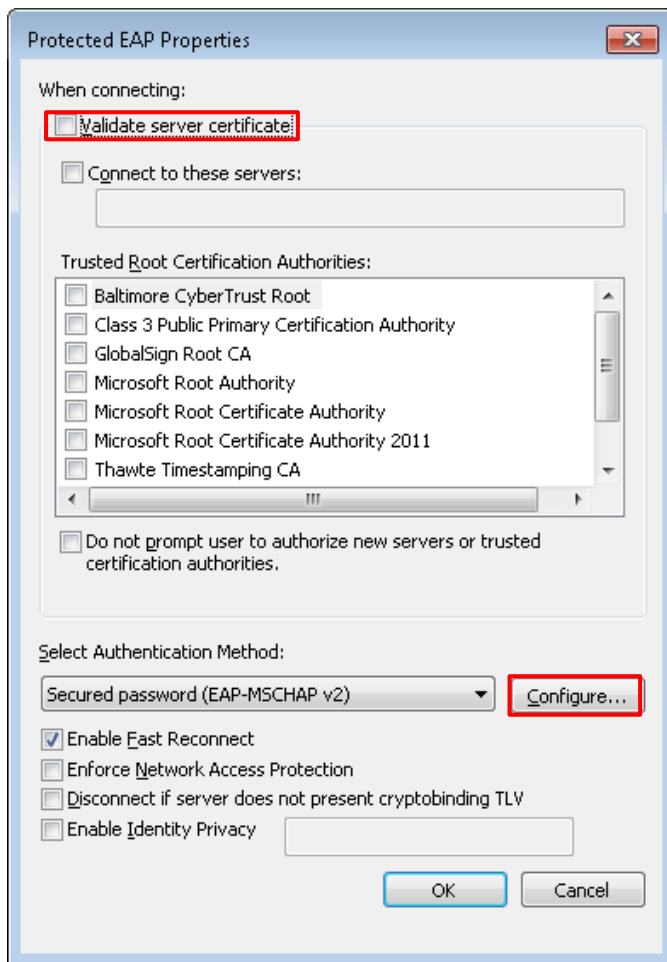 Protected EAP Properties
When connecting:
Validate server certificate
Connect to these servers:
Trusted Root Certification Authorities:
Baltimore CyberTrust Root
Class 3 Public Primary Certification Authority
GlobalSign Root CA
Microsoft Root Authority
Microsoft Root Certificate Authority
Microsoft Root Certificate Authority 2011
Thawte Timestamping CA
Do not prompt user to authorize new servers or trusted
certification authorities.
Select Authentication Method:
Secured password (EAP-MSCHAP v2) Configure...
Enable Fast Reconnect
Enforce Network Access Protection
Disconnect if server does not present cryptobinding TLV
Enable Identity Privacy
OK Cancel